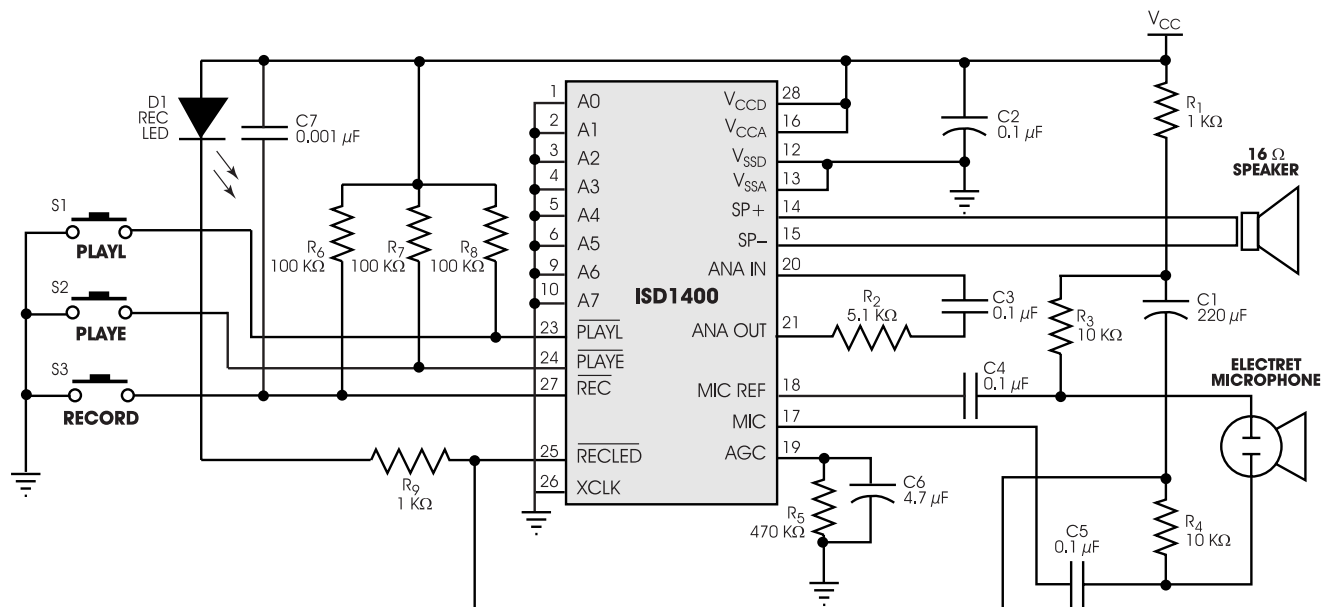 VCC
D1
REC
LED
C7
0,001 µF
1 A0
2 A1
3 A2
4 A3
5 A4
6 A5
9 A6
10 A7
23 PLAYL
24 PLAYE
27 REC
25 RECLED
26 XCLK
ISD1400
VCCD 28
VCCA 16
VSSD 12
VSSA 13
SP+ 14
SP– 15
ANA IN 20
ANA OUT 21
MIC REF 18
MIC 17
AGC 19
C2
0.1 µF
R1
1 KΩ
16 Ω
SPEAKER
S1
PLAYL
S2
PLAYE
S3
RECORD
R6
100 KΩ
R7
100 KΩ
R8
100 KΩ
R9
1 KΩ
R2
5.1 KΩ
C3
0.1 µF
R3
10 KΩ
C1
220 µF
C4
0.1 µF
ELECTRET
MICROPHONE
C6
4.7 µF
R5
470 KΩ
C5
0.1 µF
R4
10 KΩ